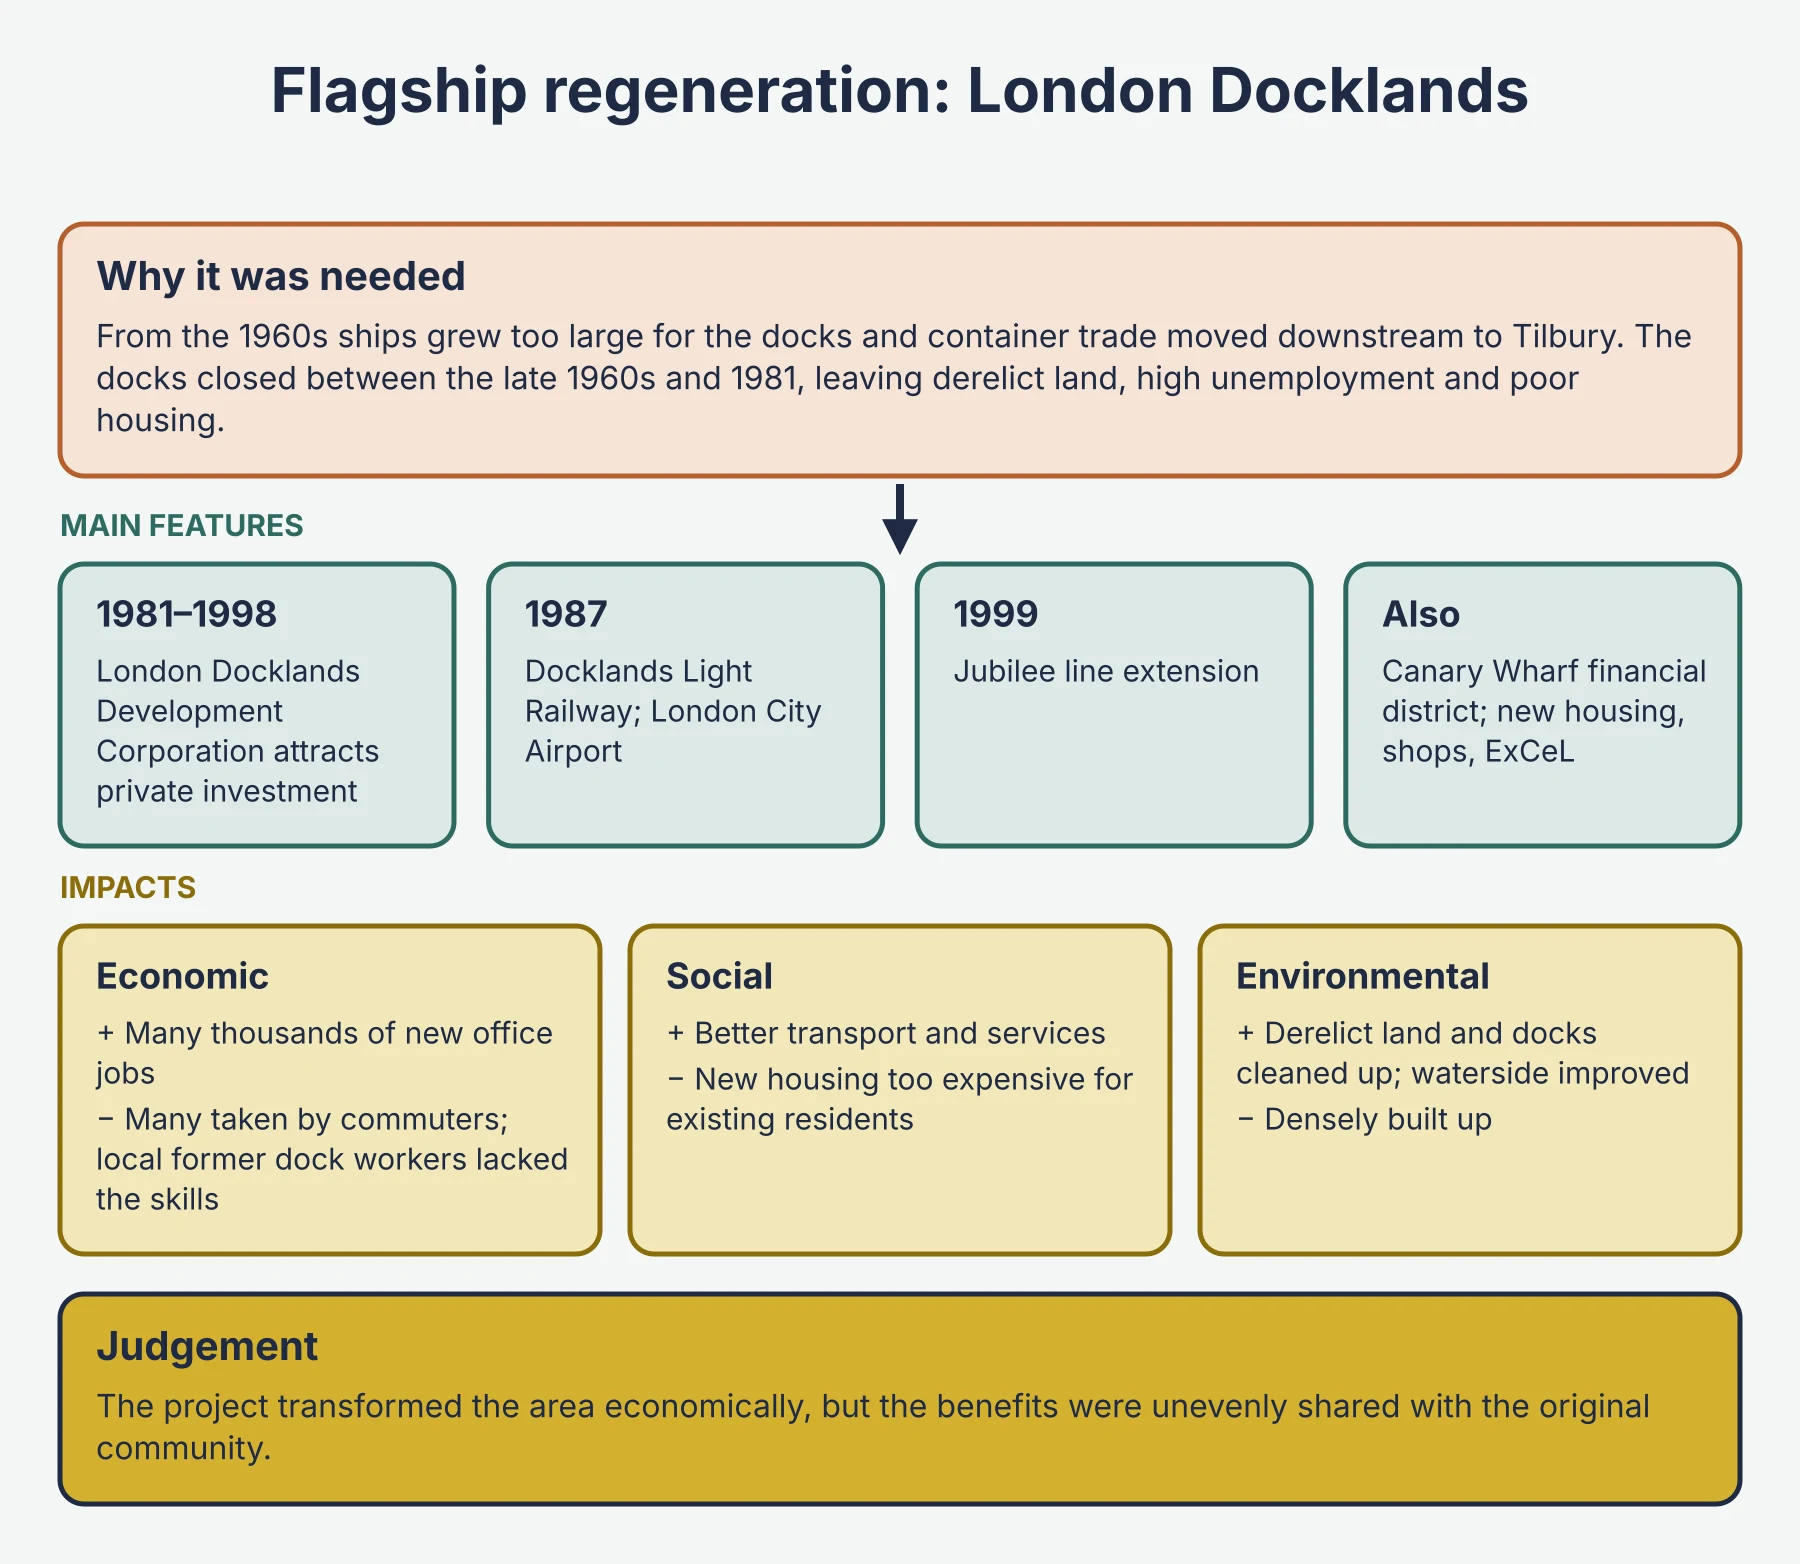 Flagship regeneration: London Docklands
Why it was needed
From the 1960s ships grew too large for the docks and container trade moved downstream to Tilbury. The
docks closed between the late 1960s and 1981, leaving derelict land, high unemployment and poor
housing.
MAIN FEATURES
1981–1998
London Docklands
Development
Corporation attracts
private investment
1987
Docklands Light
Railway; London City
Airport
1999
Jubilee line extension
Also
Canary Wharf financial
district; new housing,
shops, ExCeL
IMPACTS
Economic
+ Many thousands of new office
jobs
− Many taken by commuters;
local former dock workers lacked
the skills
Social
+ Better transport and services
− New housing too expensive for
existing residents
Environmental
+ Derelict land and docks
cleaned up; waterside improved
− Densely built up
Judgement
The project transformed the area economically, but the benefits were unevenly shared with the original
community.